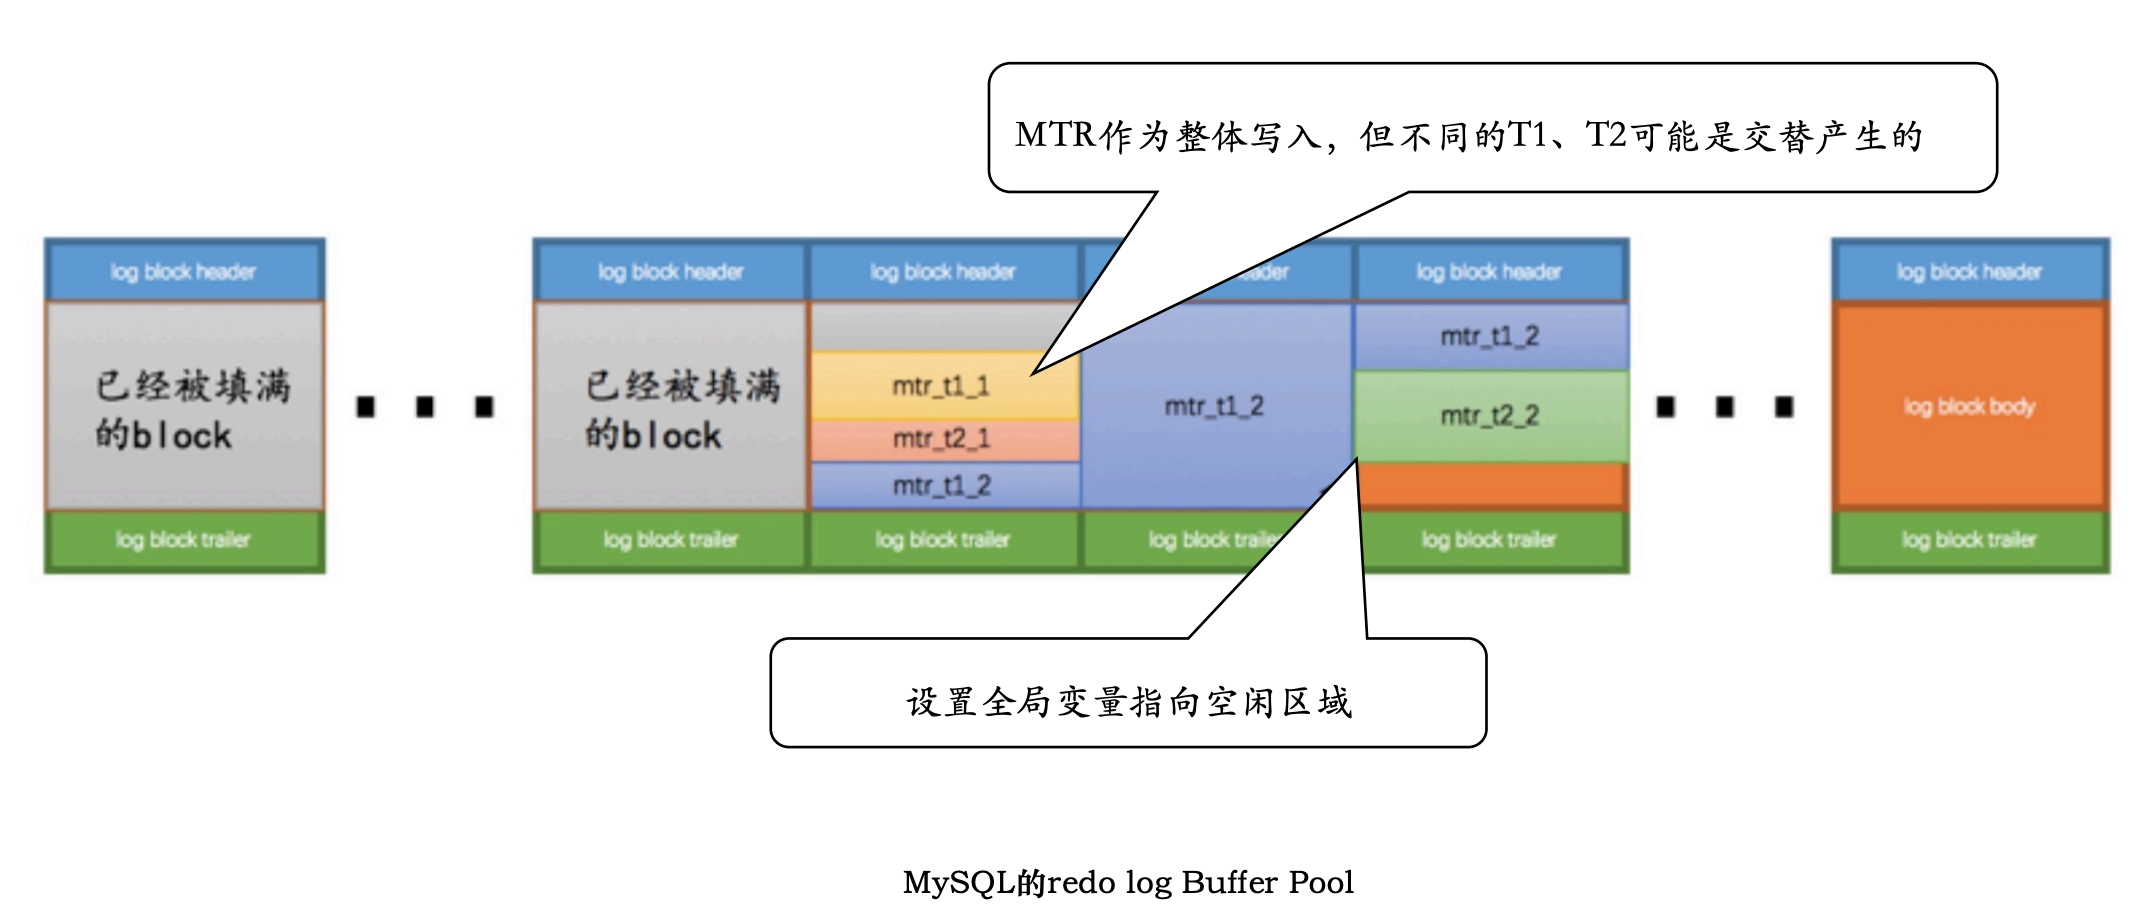 MTR作为整体写入，但不同的T1、T2可能是交替产生的
log block header
log block header
log block header
header
log block header
log block header
已经被填满
的block
已经被填满
的block
mtr_t1_1
mtr_t2_1
mtr_t1_2
mtr_t1_2
mtr_t1_2
mtr_t2_2
log block body
log block trailer
log block trailer
log block trailer
log block trailer
log block trailer
log block trailer
设置全局变量指向空闲区域
MySQL的redo log Buffer Pool